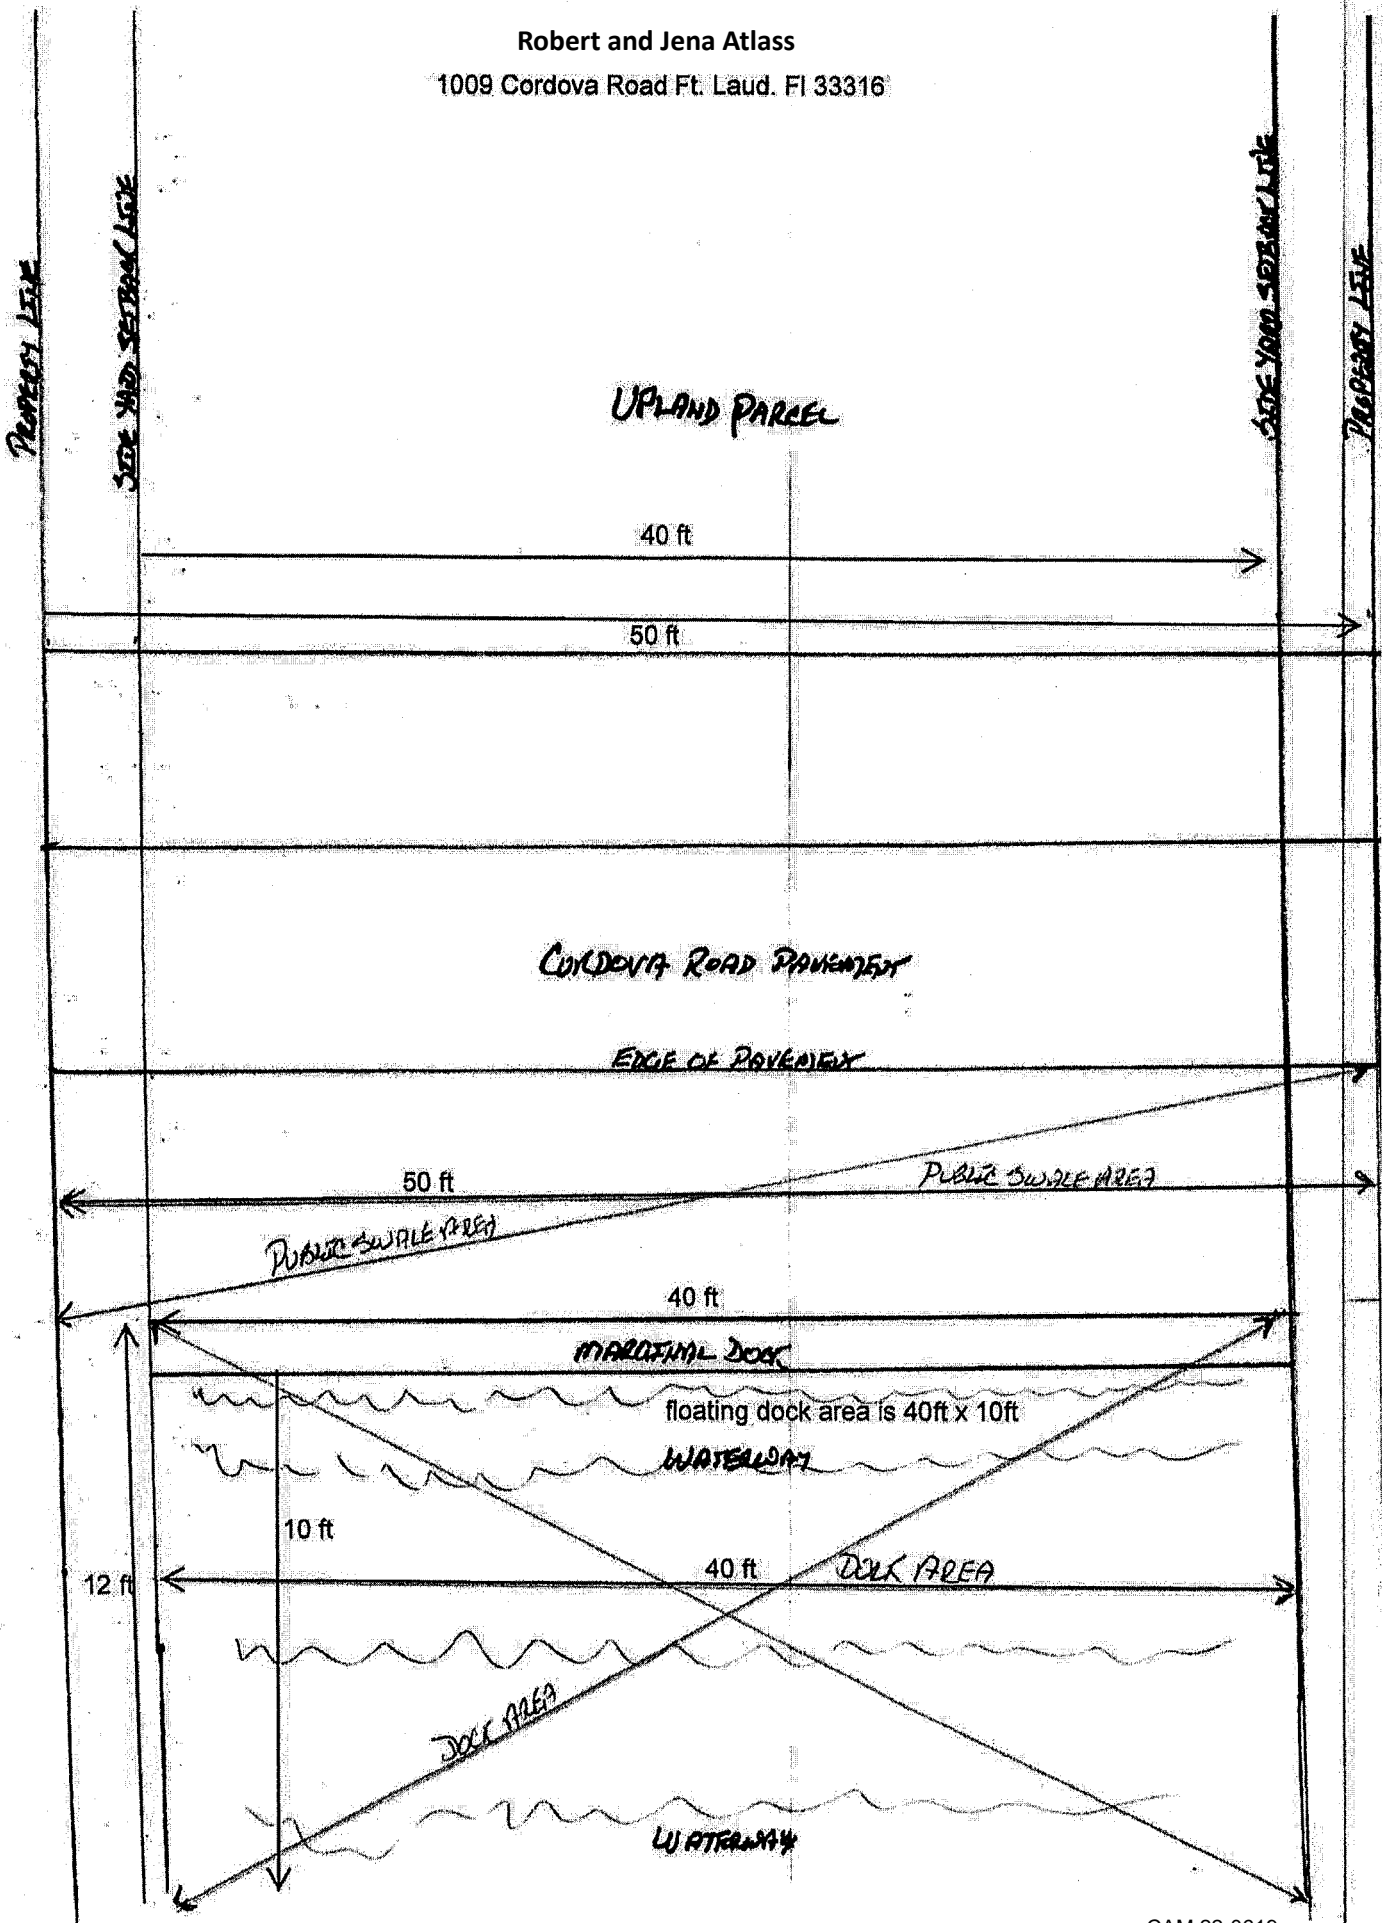 Robert and Jena Atlass
1009 Cordova Road Ft. Laud. Fl 33316
PROPERTY LINE
SIDE YARD SETBACK LINE
SIDE YARD SETBACK LINE
PROPERTY LINE
UPLAND PARCEL
40 ft
50 ft
CORDOVA ROAD PAVEMENT
EDGE OF PAVEMENT
50 ft
PUBLIC SWALE AREA
PUBLIC SWALE AREA
40 ft
MARGINAL DOCK
floating dock area is 40ft x 10ft
WATERWAY
10 ft
12 ft
40 ft
DOCK AREA
DOCK AREA
WATERWAY